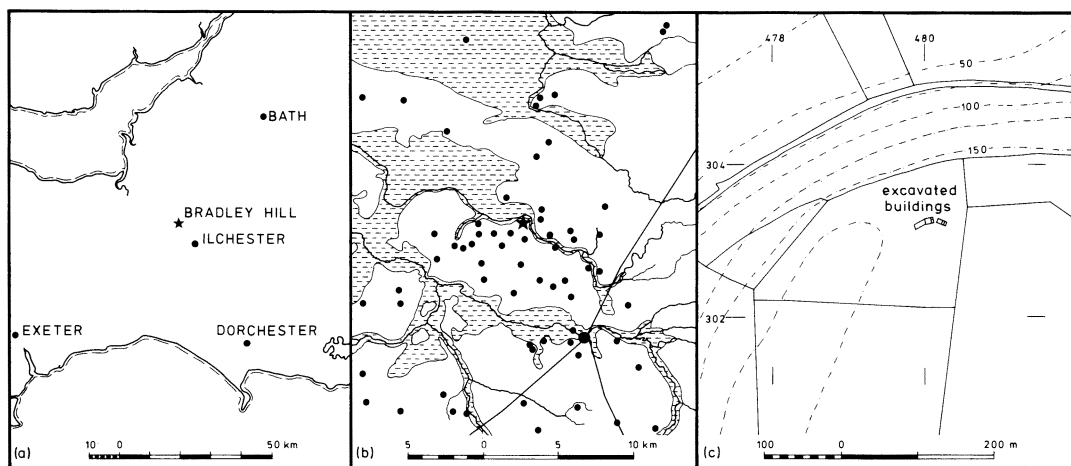 BATH
BRADLEY HILL
ILCHESTER
EXETER
DORCHESTER
(a)
10 0 50 km
(b)
5 0 5 10 km
478 480
50
100
150
304
excavated
buildings
302
(c)
100 0 200 m